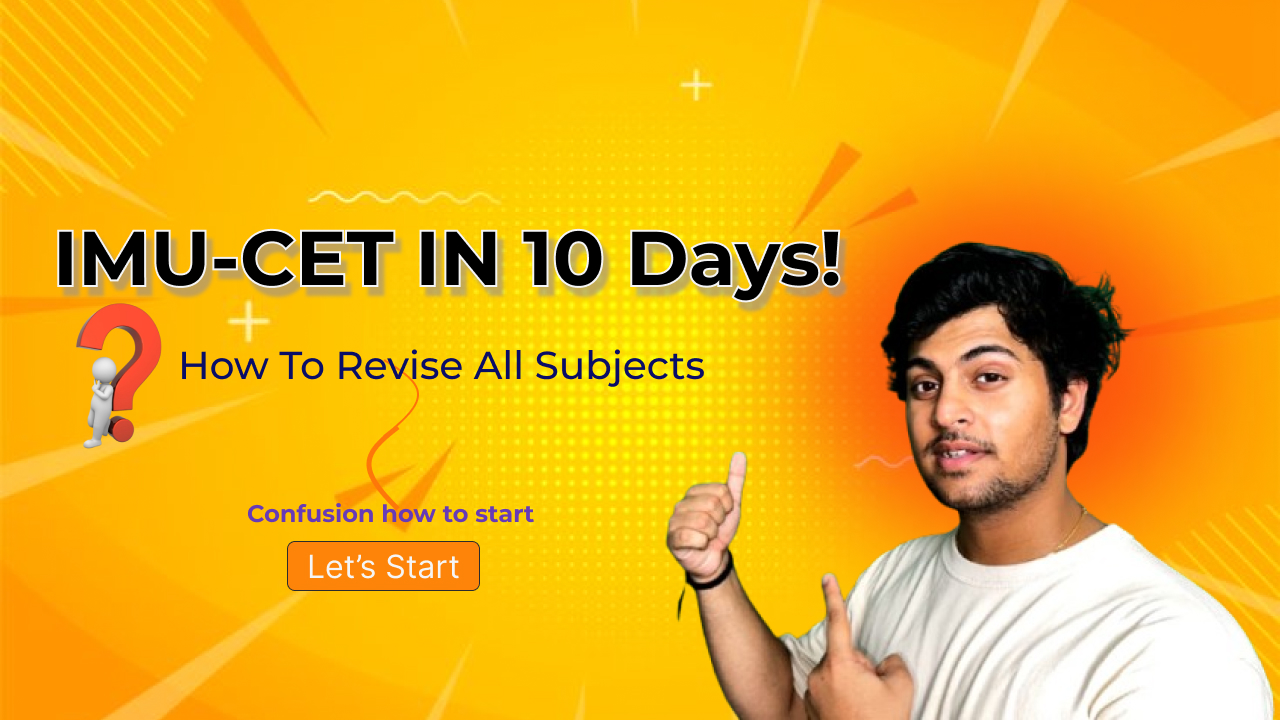 IMU-CET IN 10 Days!
How To Revise All Subjects
Confusion how to start
Let’s Start